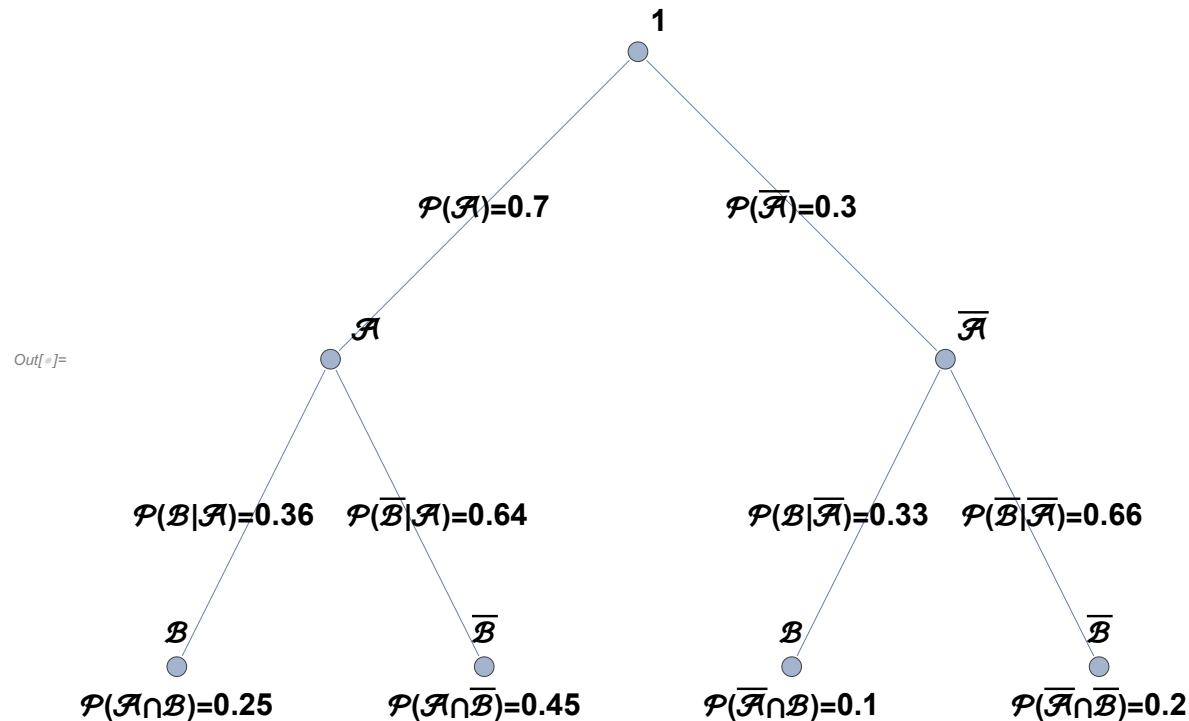 1
𝒫(𝒜)=0.7 𝒫(𝒜̅)=0.3
𝒜 𝒜̅
Out[•]=
𝒫(ℬ|𝒜)=0.36 𝒫(ℬ̅|𝒜)=0.64 𝒫(ℬ|𝒜̅)=0.33 𝒫(ℬ̅|𝒜̅)=0.66
ℬ ℬ̅ ℬ ℬ̅
𝒫(𝒜∩ℬ)=0.25 𝒫(𝒜∩ℬ̅)=0.45 𝒫(𝒜̅∩ℬ)=0.1 𝒫(𝒜̅∩ℬ̅)=0.2